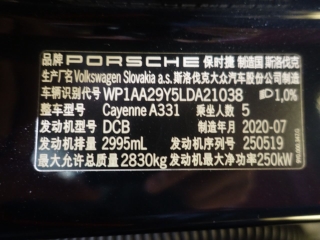 品牌 PORSCHE 保时捷 制造国 斯洛伐克
生产厂名 Volkswagen Slovakia a.s. 斯洛伐克大众汽车股份公司制造
车辆识别代号 WP1AA29Y5LDA21038 1,0%
整车型号 Cayenne A331 乘坐人数 5
发动机型号 DCB 制造年月 2020-07
发动机排量 2995mL 发动机序列号 250519
最大允许总质量 2830kg 发动机最大净功率 250kW